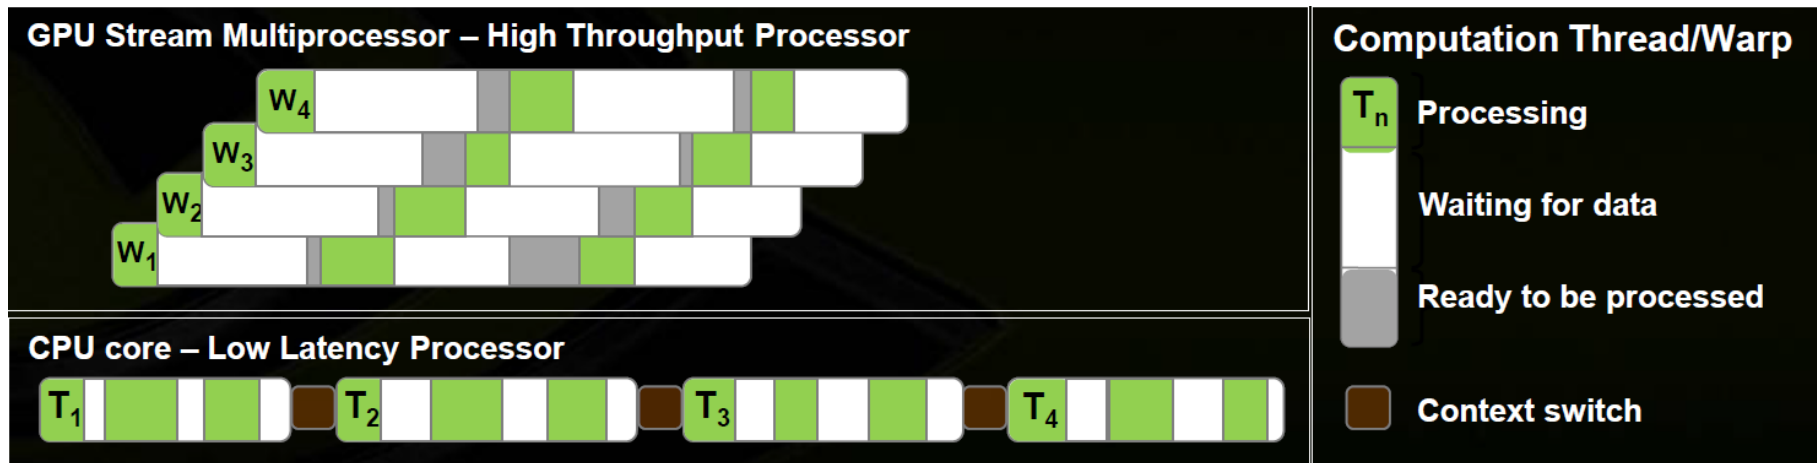 GPU Stream Multiprocessor – High Throughput Processor
W4
W3
W2
W1
CPU core – Low Latency Processor
T1
T2
T3
T4
Computation Thread/Warp
Tn
Processing
Waiting for data
Ready to be processed
Context switch